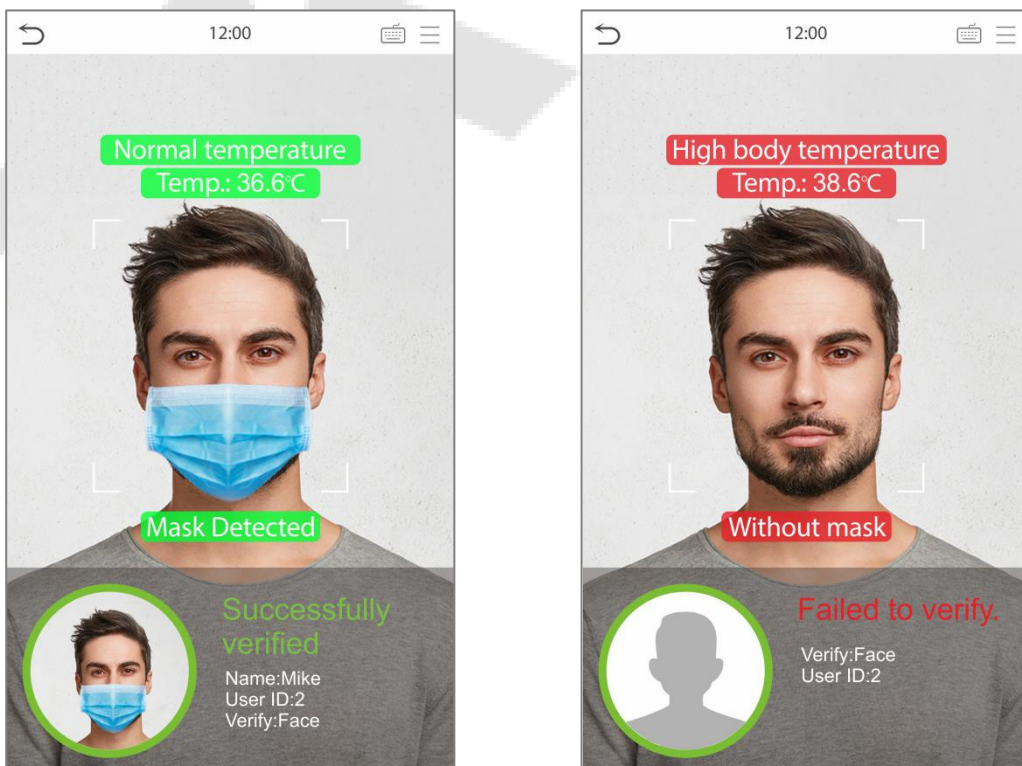 12:00
Normal temperature
Temp.: 36.6°C
Mask Detected
Successfully
verified
Name:Mike
User ID:2
Verify:Face
12:00
High body temperature
Temp.: 38.6°C
Without mask
Failed to verify.
Verify:Face
User ID:2